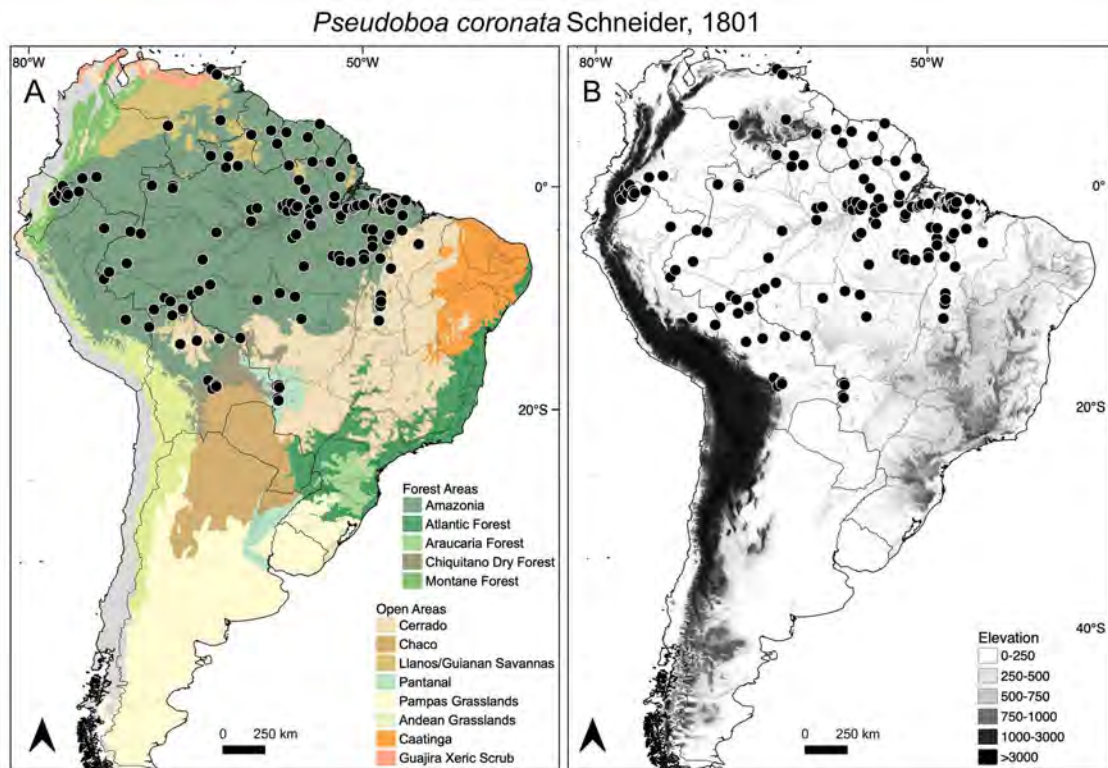 Pseudoboa coronata Schneider, 1801
A
80°W
50°W
0°
20°S
Forest Areas
Amazonia
Atlantic Forest
Araucaria Forest
Chiquitano Dry Forest
Montane Forest
Open Areas
Cerrado
Chaco
Llanos/Guianan Savannas
Pantanal
Pampas Grasslands
Andean Grasslands
Caatinga
Guajira Xeric Scrub
0 250 km
B
80°W
50°W
0°
20°S
40°S
Elevation
0-250
250-500
500-750
750-1000
1000-3000
>3000
0 250 km